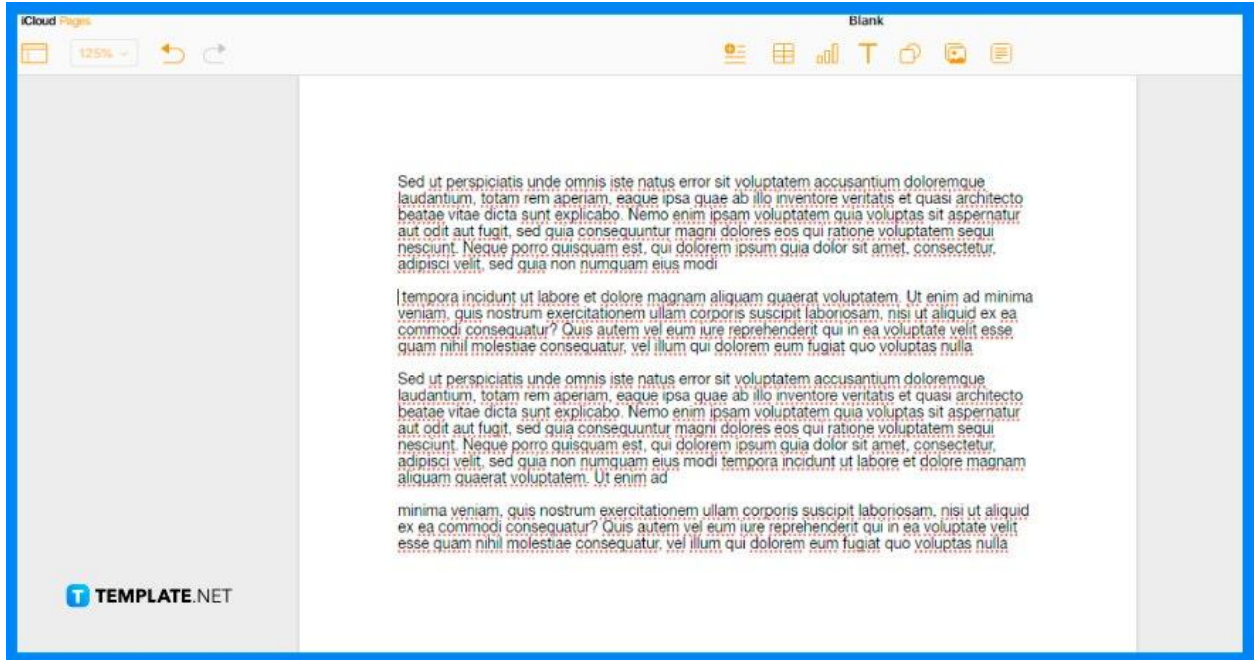 iCloud Pages
Blank
125%
Sed ut perspiciatis unde omnis iste natus error sit voluptatem accusantium doloremque
laudantium, totam rem aperiam, eaque ipsa quae ab illo inventore veritatis et quasi architecto
beatae vitae dicta sunt explicabo. Nemo enim ipsam voluptatem quia voluptas sit aspernatur
aut odit aut fugit, sed quia consequuntur magni dolores eos qui ratione voluptatem sequi
nesciunt. Neque porro quisquam est, qui dolorem ipsum quia dolor sit amet, consectetur,
adipisci velit, sed quia non numquam eius modi
tempora incidunt ut labore et dolore magnam aliquam quaerat voluptatem. Ut enim ad minima
veniam, quis nostrum exercitationem ullam corporis suscipit laboriosam, nisi ut aliquid ex ea
commodi consequatur? Quis autem vel eum iure reprehenderit qui in ea voluptate velit esse
quam nihil molestiae consequatur, vel illum qui dolorem eum fugiat quo voluptas nulla
Sed ut perspiciatis unde omnis iste natus error sit voluptatem accusantium doloremque
laudantium, totam rem aperiam, eaque ipsa quae ab illo inventore veritatis et quasi architecto
beatae vitae dicta sunt explicabo. Nemo enim ipsam voluptatem quia voluptas sit aspernatur
aut odit aut fugit, sed quia consequuntur magni dolores eos qui ratione voluptatem sequi
nesciunt. Neque porro quisquam est, qui dolorem ipsum quia dolor sit amet, consectetur,
adipisci velit, sed quia non numquam eius modi tempora incidunt ut labore et dolore magnam
aliquam quaerat voluptatem. Ut enim ad
minima veniam, quis nostrum exercitationem ullam corporis suscipit laboriosam, nisi ut aliquid
ex ea commodi consequatur? Quis autem vel eum iure reprehenderit qui in ea voluptate velit
esse quam nihil molestiae consequatur, vel illum qui dolorem eum fugiat quo voluptas nulla
T TEMPLATE.NET